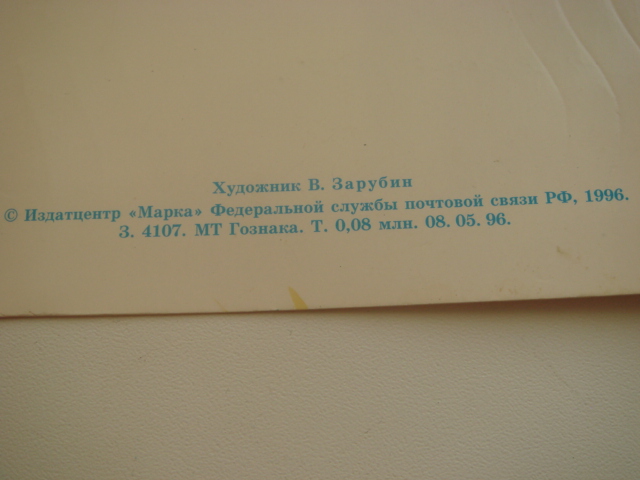 Художник В. Зарубин
© Издатцентр «Марка» Федеральной службы почтовой связи РФ, 1996.
З. 4107. МТ Гознака. Т. 0,08 млн. 08. 05. 96.